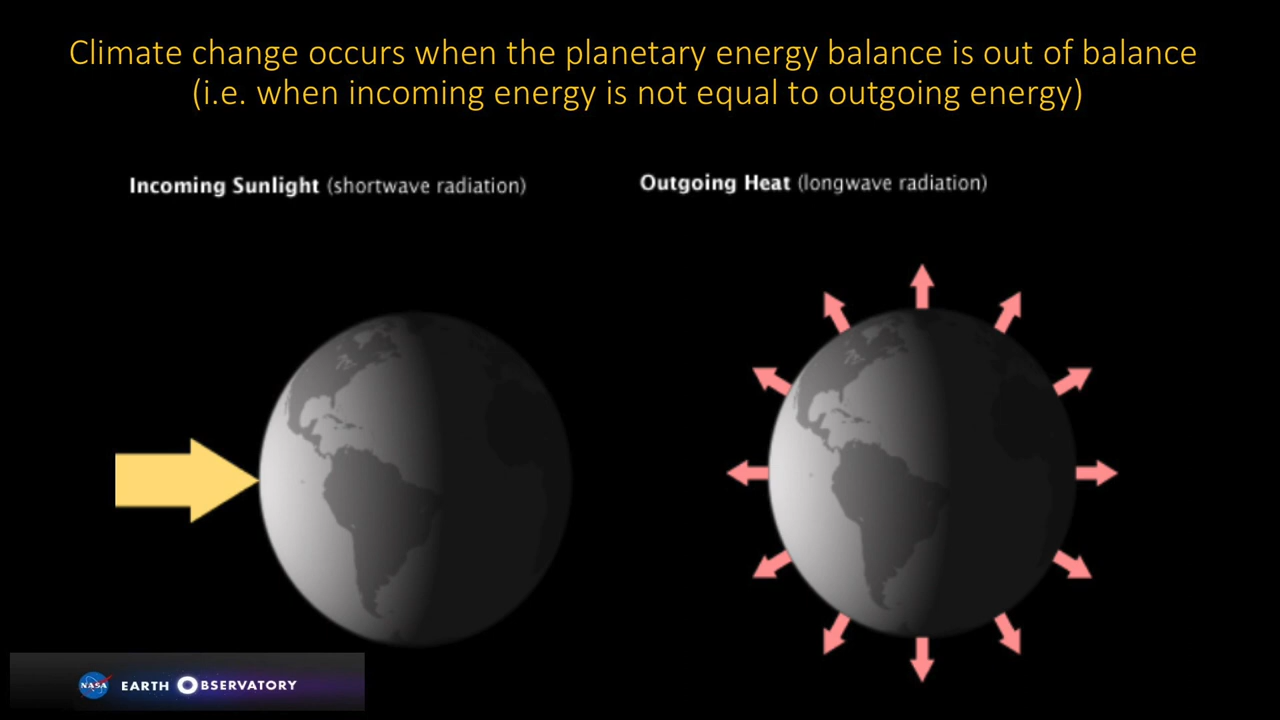 Climate change occurs when the planetary energy balance is out of balance
(i.e. when incoming energy is not equal to outgoing energy)
Incoming Sunlight (shortwave radiation)
Outgoing Heat (longwave radiation)
NASA EARTH OBSERVATORY